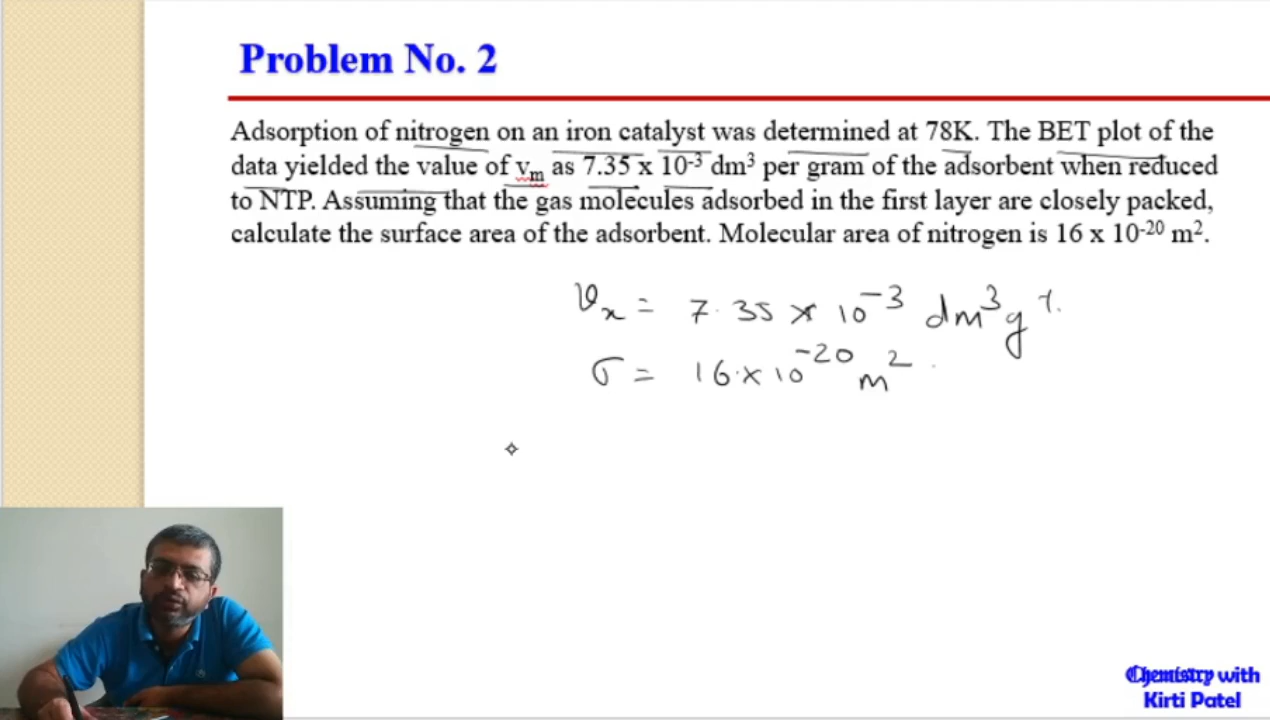 Problem No. 2
Adsorption of nitrogen on an iron catalyst was determined at 78K. The BET plot of the
data yielded the value of vₘ as 7.35 x 10⁻³ dm³ per gram of the adsorbent when reduced
to NTP. Assuming that the gas molecules adsorbed in the first layer are closely packed,
calculate the surface area of the adsorbent. Molecular area of nitrogen is 16 x 10⁻²⁰ m².
= 7.35 × 10⁻³ dm³ g
σ = 16 × 10⁻²⁰ m²
Chemistry with
Kirti Patel